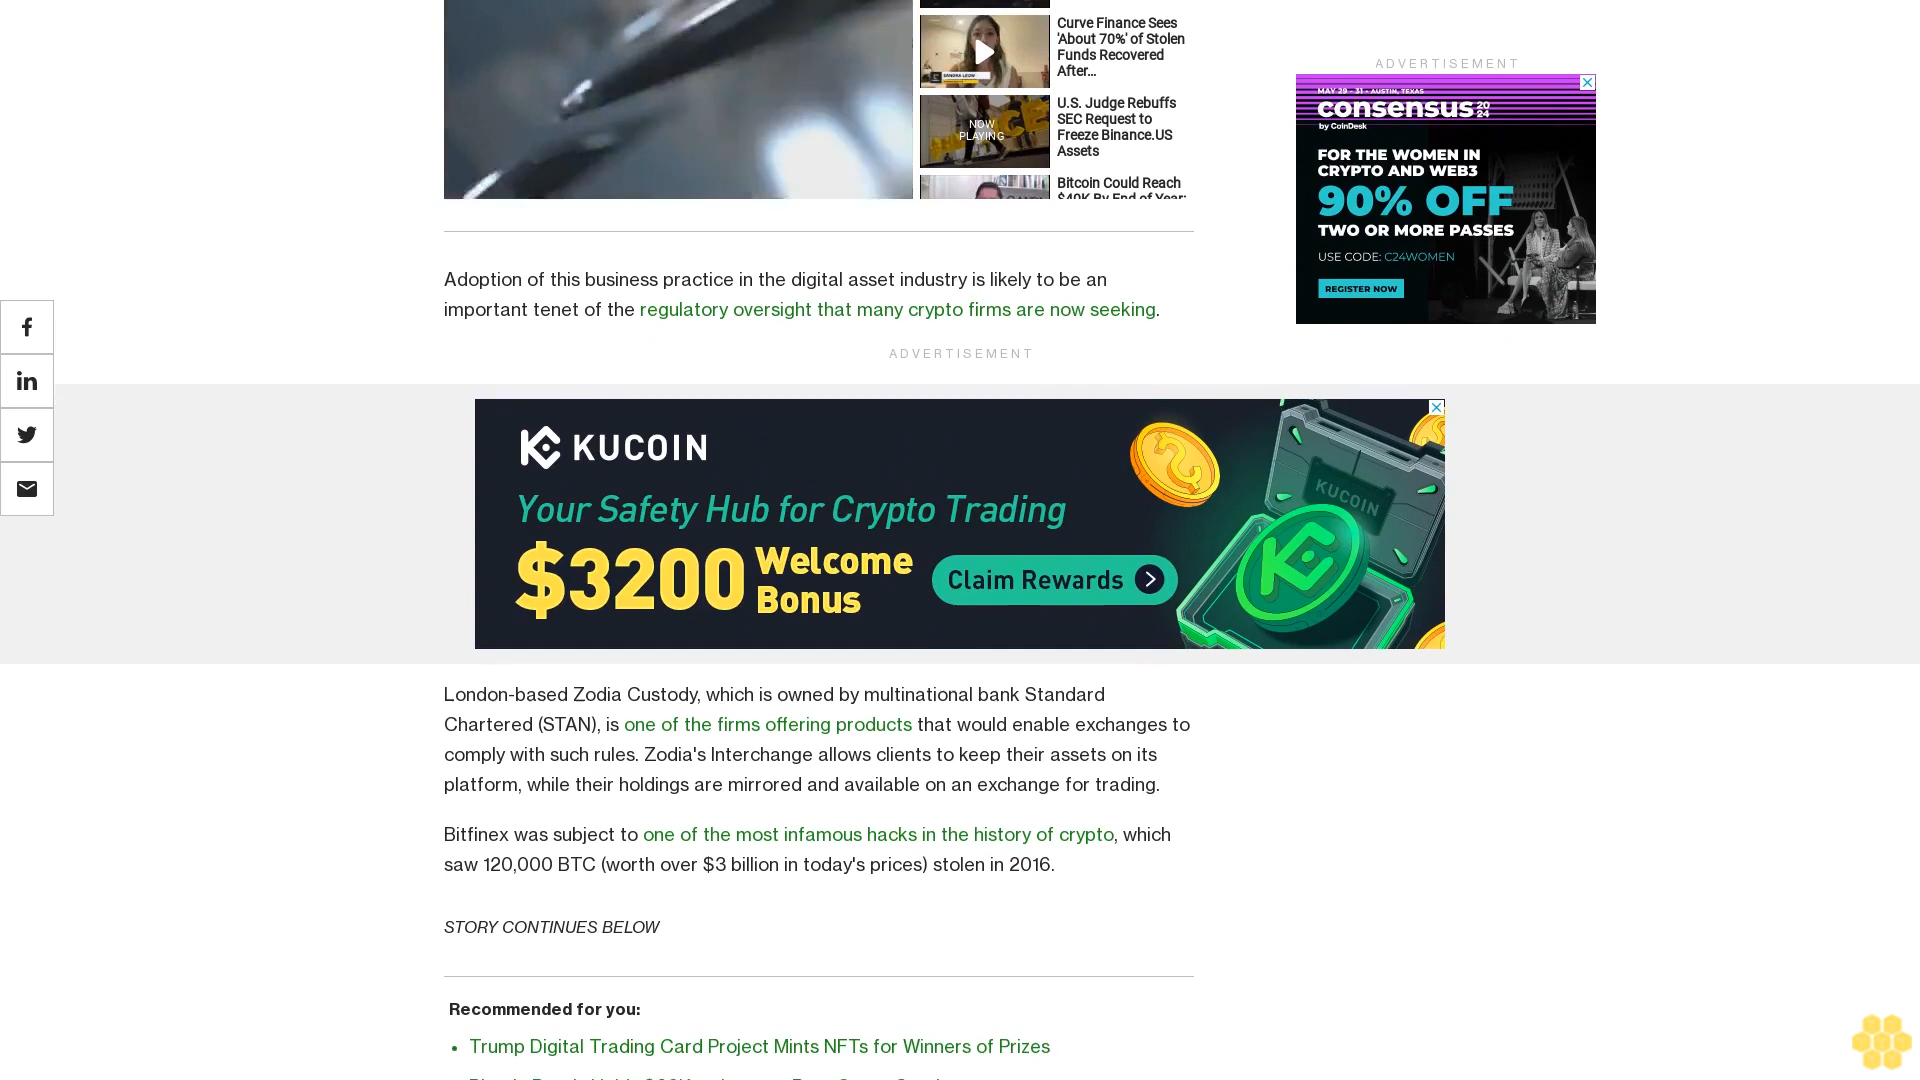 Curve Finance Sees
'About 70%' of Stolen
Funds Recovered
After...
SANDRA LEOW
NOW
PLAYING
U.S. Judge Rebuffs
SEC Request to
Freeze Binance.US
Assets
Bitcoin Could Reach
$40K By End of Year:
ADVERTISEMENT
MAY 29 - 31 • AUSTIN, TEXAS
consensus 2024
by CoinDesk
FOR THE WOMEN IN
CRYPTO AND WEB3
90% OFF
TWO OR MORE PASSES
USE CODE: C24WOMEN
REGISTER NOW
Adoption of this business practice in the digital asset industry is likely to be an
important tenet of the regulatory oversight that many crypto firms are now seeking.
ADVERTISEMENT
KUCOIN
Your Safety Hub for Crypto Trading
$3200 Welcome
Bonus
Claim Rewards
KUCOIN
London-based Zodia Custody, which is owned by multinational bank Standard
Chartered (STAN), is one of the firms offering products that would enable exchanges to
comply with such rules. Zodia's Interchange allows clients to keep their assets on its
platform, while their holdings are mirrored and available on an exchange for trading.
Bitfinex was subject to one of the most infamous hacks in the history of crypto, which
saw 120,000 BTC (worth over $3 billion in today's prices) stolen in 2016.
STORY CONTINUES BELOW
Recommended for you:
• Trump Digital Trading Card Project Mints NFTs for Winners of Prizes